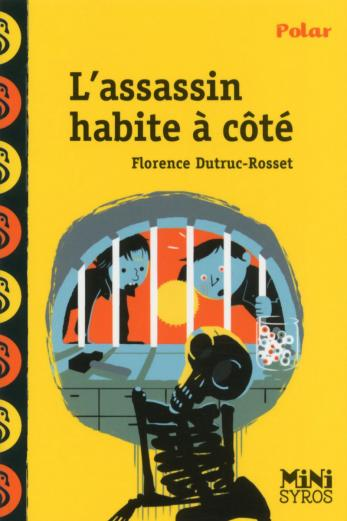 Polar
L'assassin
habite à côté
Florence Dutruc-Rosset
MiNi
SYROS